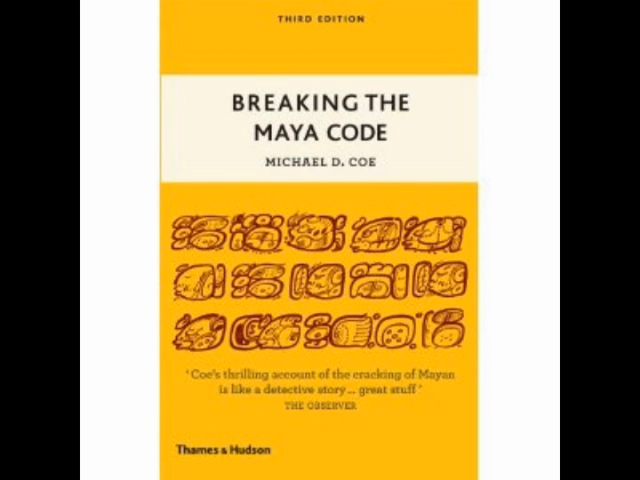 THIRD EDITION
BREAKING THE
MAYA CODE
MICHAEL D. COE
‘Coe's thrilling account of the cracking of Mayan
is like a detective story... great stuff’
THE OBSERVER
Thames & Hudson